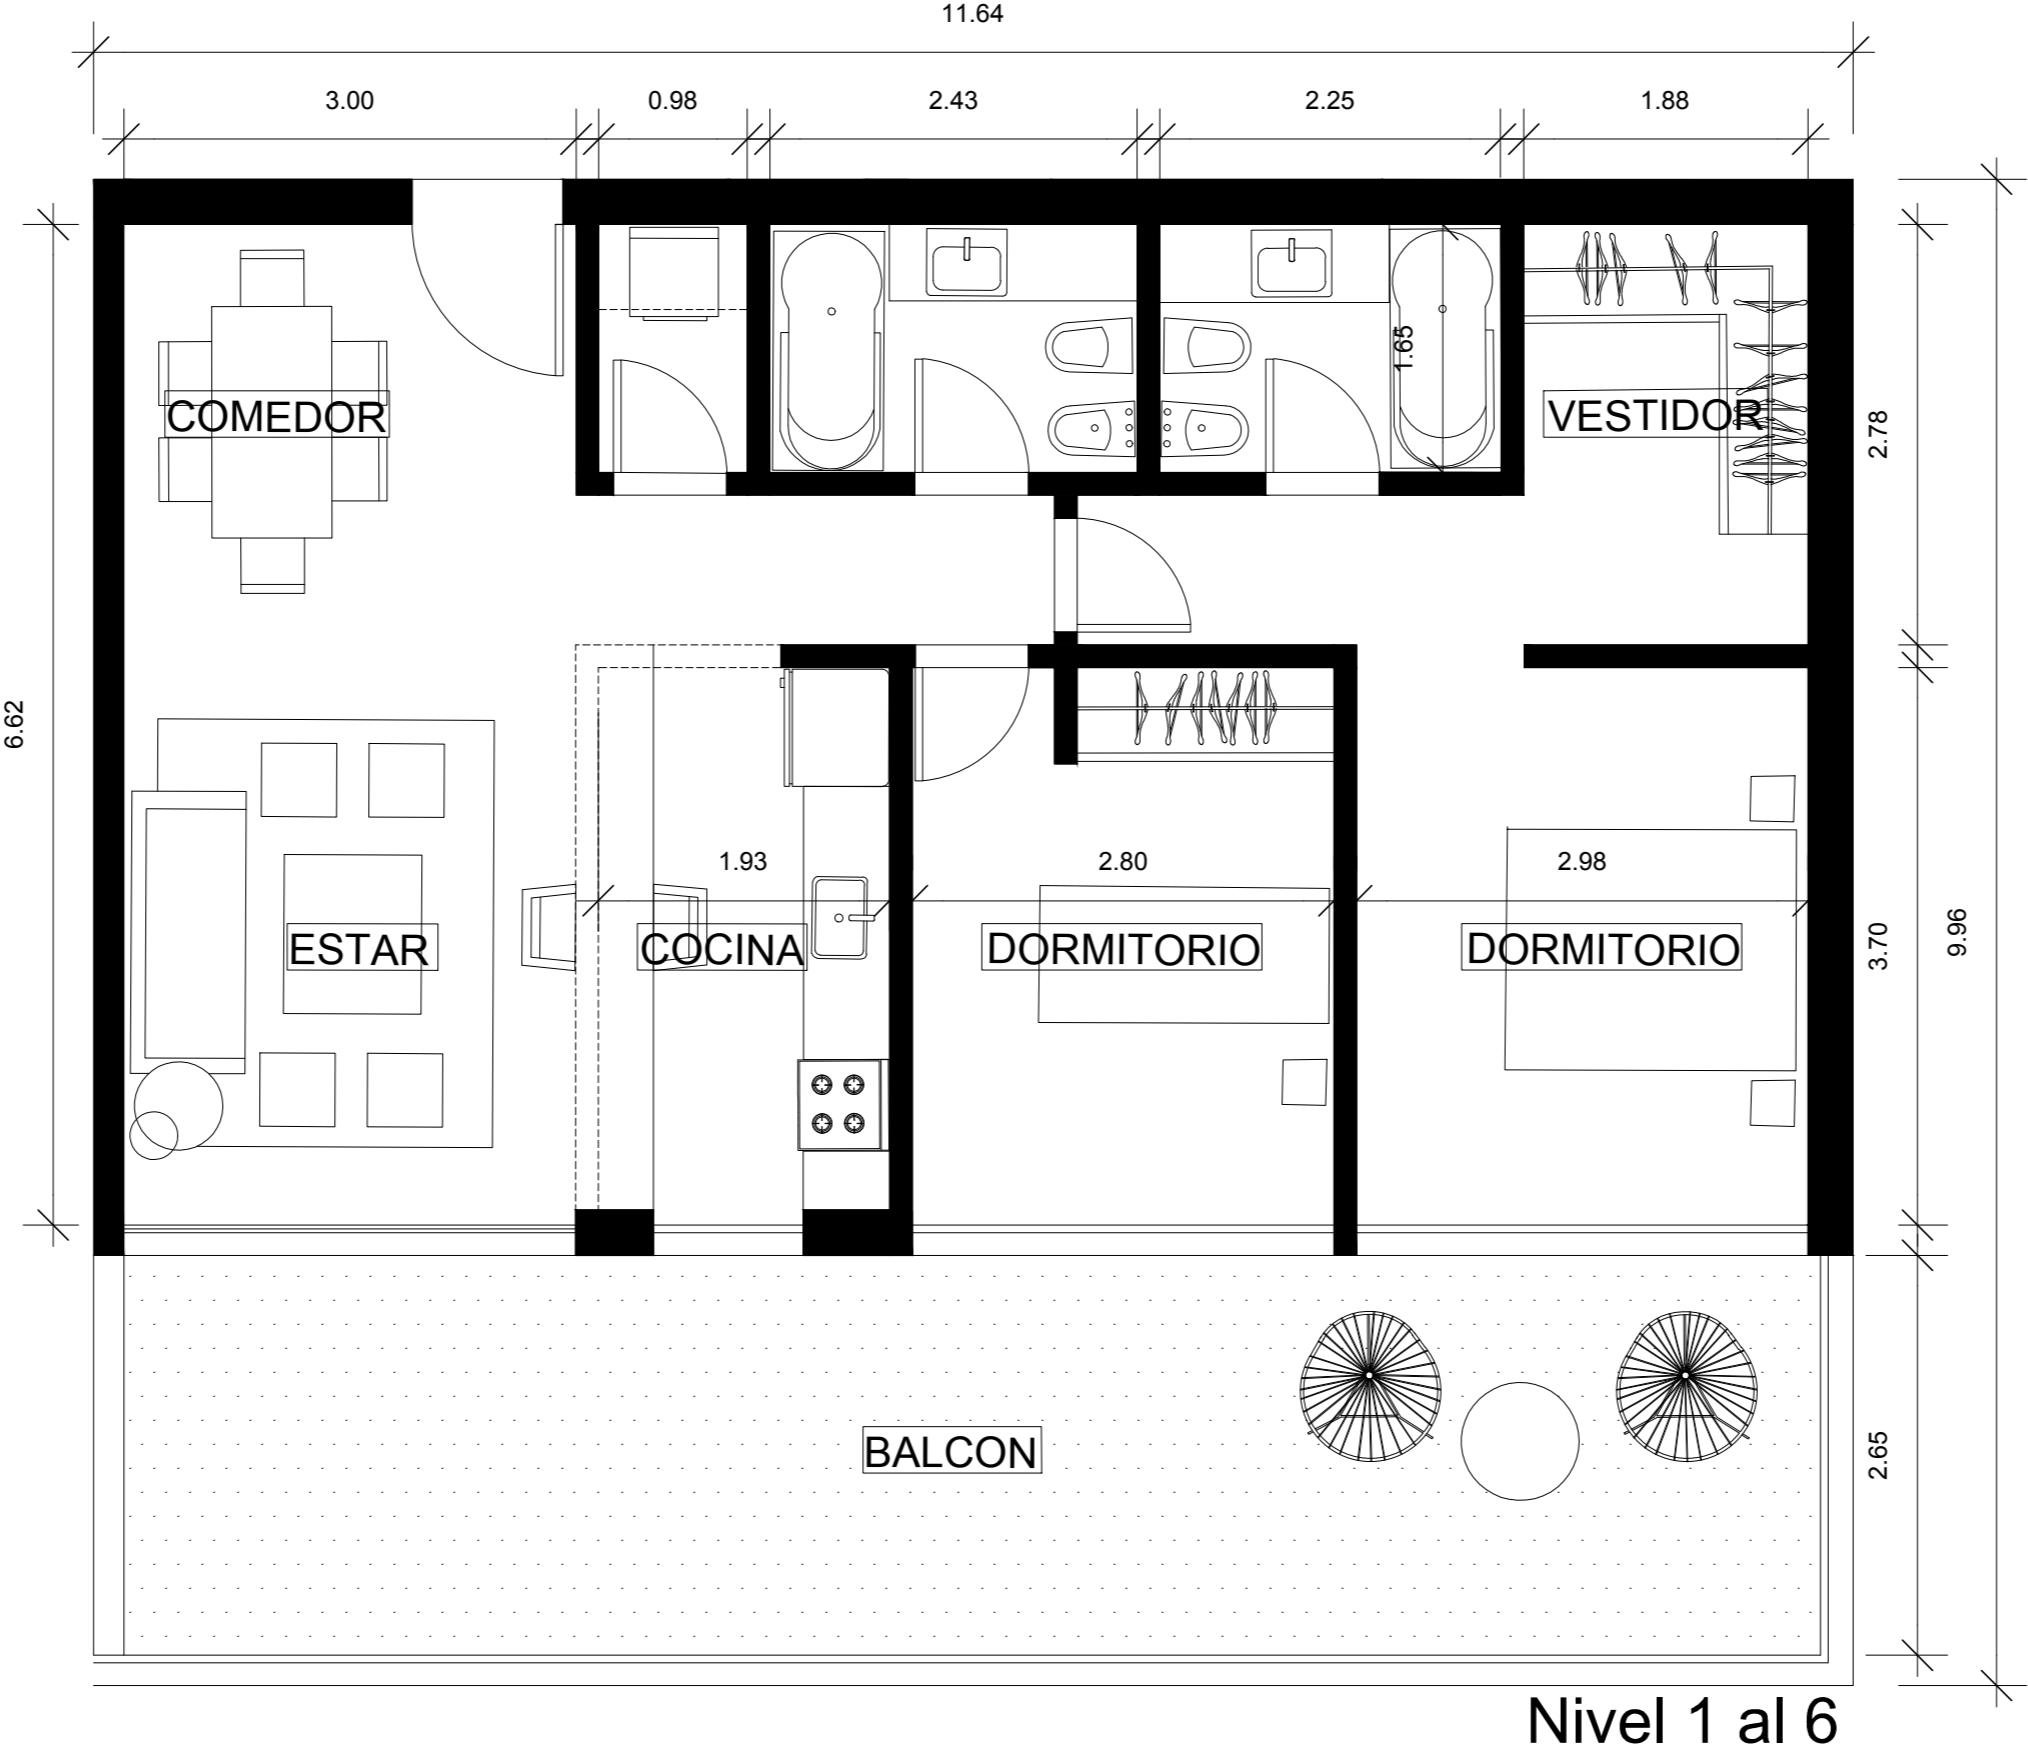 11.64
3.00 0.98 2.43 2.25 1.88
1.65
COMEDOR VESTIDOR
2.78
6.62
1.93 2.80 2.98
ESTAR COCINA DORMITORIO DORMITORIO
3.70 9.96
BALCON
2.65
Nivel 1 al 6